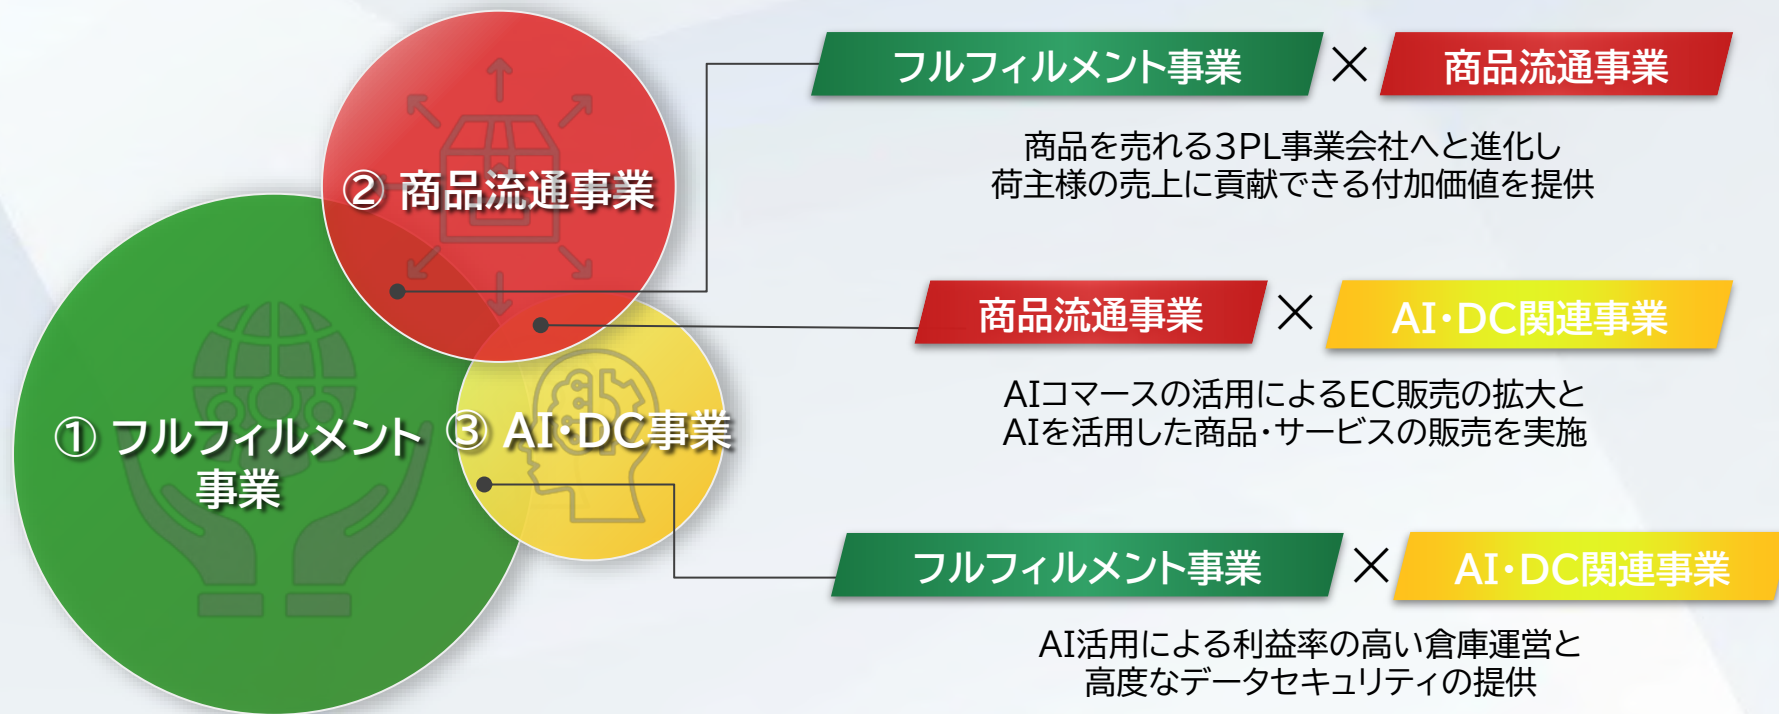 ② 商品流通事業
① フルフィルメント
事業
③ AI・DC事業
フルフィルメント事業 × 商品流通事業
商品を売れる3PL事業会社へと進化し
荷主様の売上に貢献できる付加価値を提供
商品流通事業 × AI・DC関連事業
AIコマースの活用によるEC販売の拡大と
AIを活用した商品・サービスの販売を実施
フルフィルメント事業 × AI・DC関連事業
AI活用による利益率の高い倉庫運営と
高度なデータセキュリティの提供